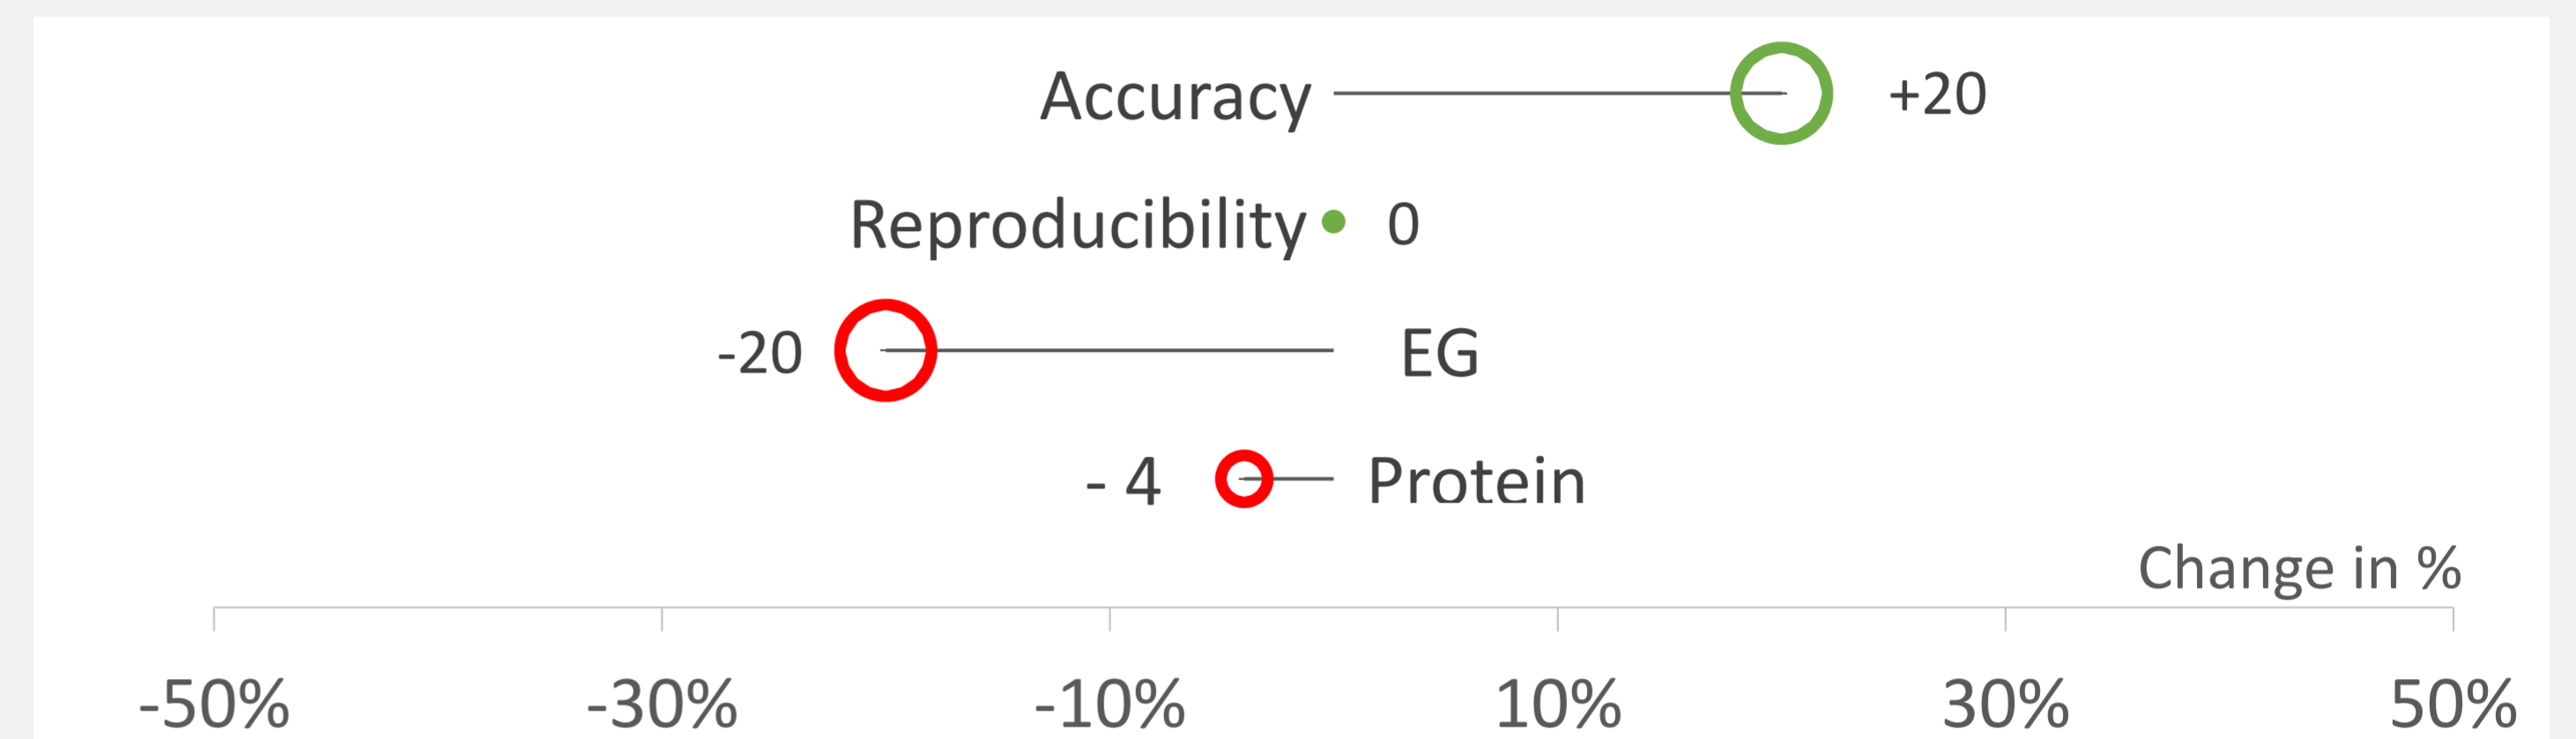 Accuracy +20
Reproducibility 0
-20 EG
- 4 Protein
Change in %
-50% -30% -10% 10% 30% 50%